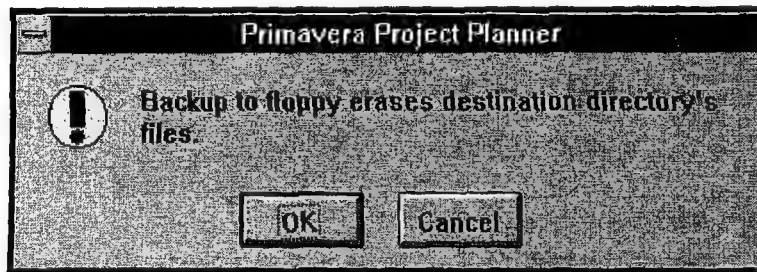 Primavera Project Planner
Backup to floppy erases destination directory's
files.
OK
Cancel